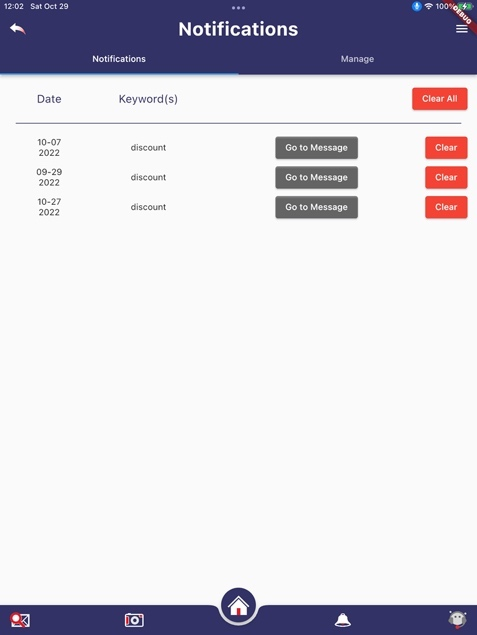 12:02 Sat Oct 29
100%
DEBUG
Notifications
Notifications Manage
Date Keyword(s) Clear All
10-07
2022
discount Go to Message Clear
09-29
2022
discount Go to Message Clear
10-27
2022
discount Go to Message Clear